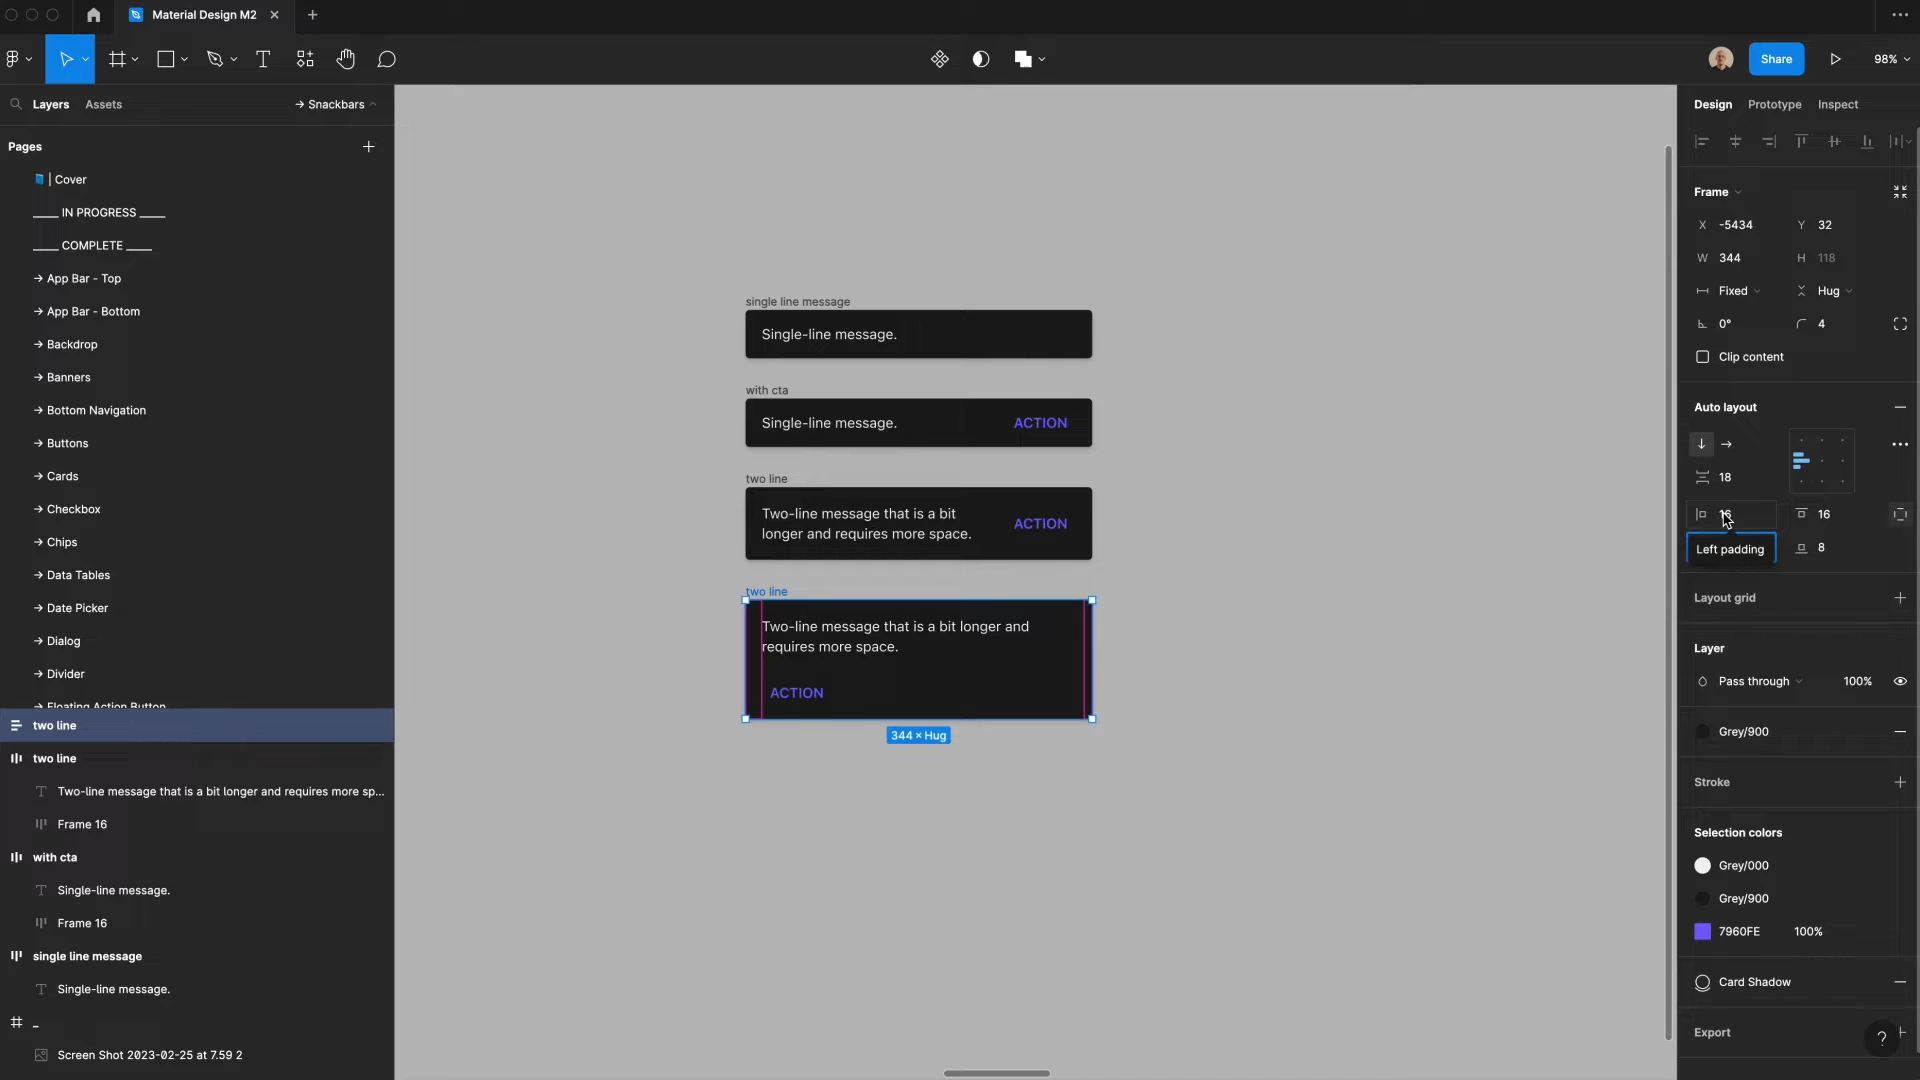 Material Design M2
Share
98%
Layers
Assets
→ Snackbars
Pages
| Cover
____ IN PROGRESS ____
____ COMPLETE ____
→ App Bar - Top
→ App Bar - Bottom
→ Backdrop
→ Banners
→ Bottom Navigation
→ Buttons
→ Cards
→ Checkbox
→ Chips
→ Data Tables
→ Date Picker
→ Dialog
→ Divider
→ Floating Action Button
two line
two line
Two-line message that is a bit longer and requires more sp...
Frame 16
with cta
Single-line message.
Frame 16
single line message
Single-line message.
_
Screen Shot 2023-02-25 at 7.59 2
single line message
Single-line message.
with cta
Single-line message.
ACTION
two line
Two-line message that is a bit
longer and requires more space.
ACTION
two line
Two-line message that is a bit longer and
requires more space.
ACTION
344 × Hug
Design
Prototype
Inspect
Frame
X -5434
Y 32
W 344
H 118
Fixed
Hug
0°
4
Clip content
Auto layout
18
16
16
Left padding
8
Layout grid
Layer
Pass through
100%
Grey/900
Stroke
Selection colors
Grey/000
Grey/900
7960FE
100%
Card Shadow
Export
?